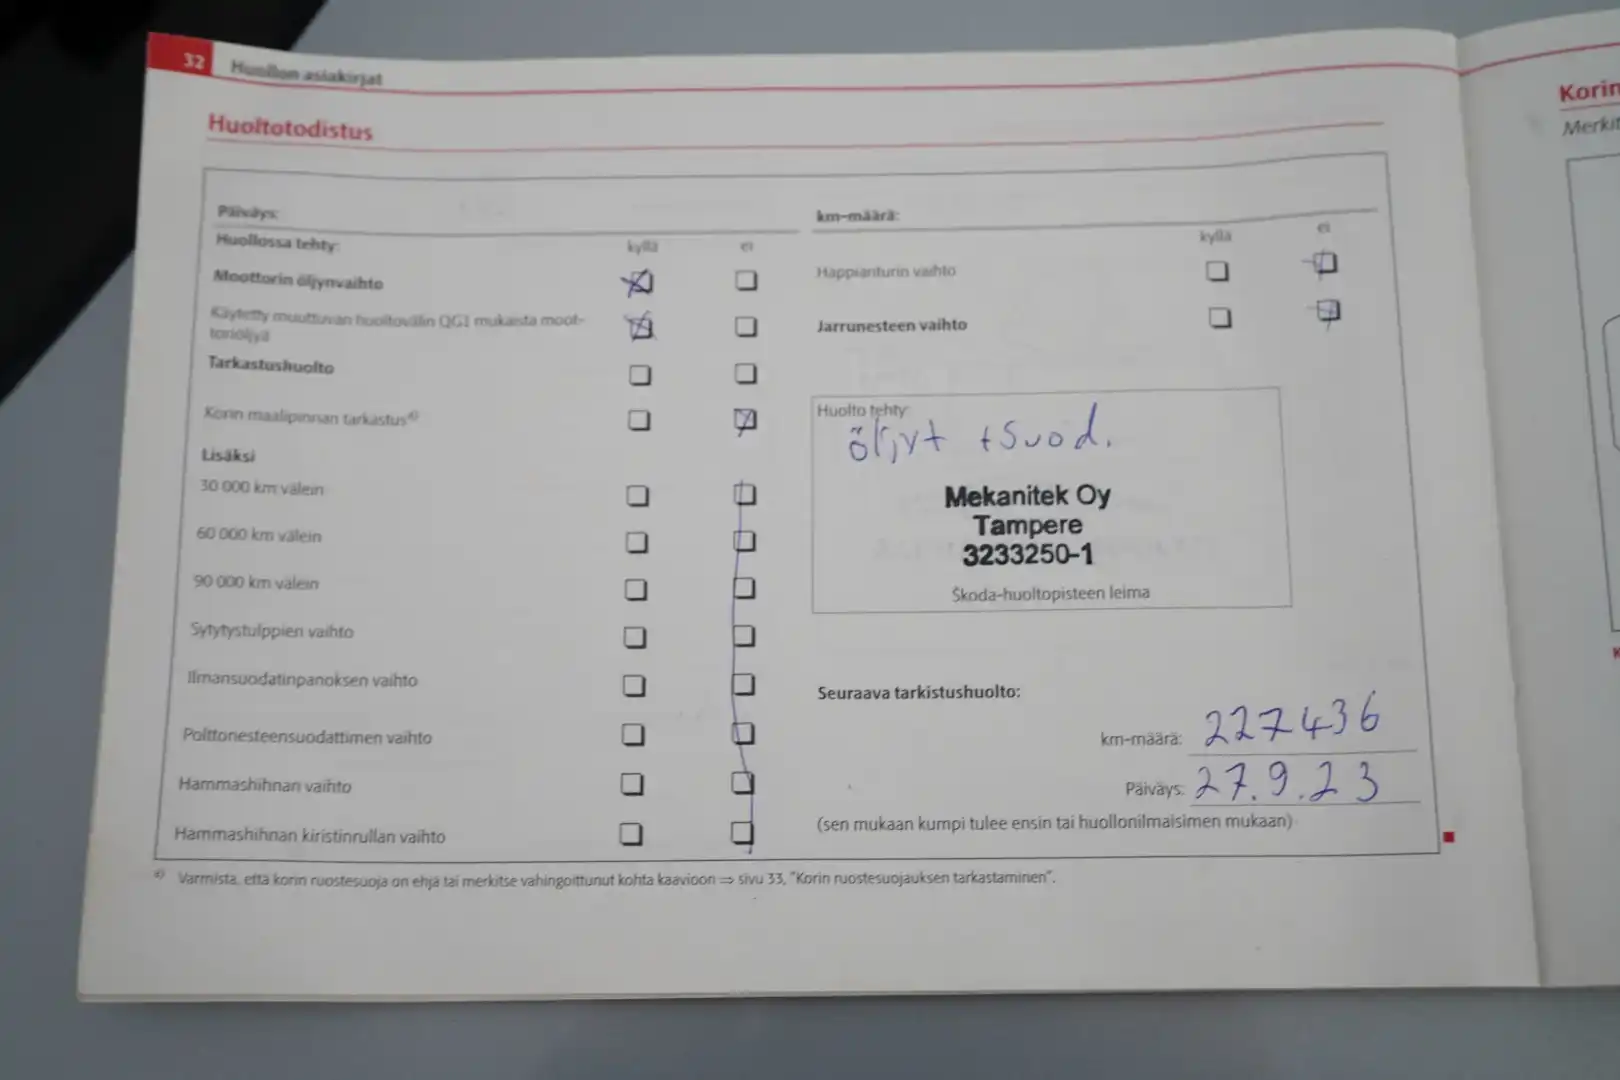 32 Huollon asiakirjat
Huoltotodistus
Päiväys:
Huollossa tehty: kyllä ei
Moottorin öljynvaihto
Käytetty muuttuvan huoltovälin QG1 mukaista moot-
toriöljyä
Tarkastushuolto
Korin maalipinnan tarkastus a)
Lisäksi
30 000 km välein
60 000 km välein
90 000 km välein
Sytytystulppien vaihto
Ilmansuodatinpanoksen vaihto
Polttonesteensuodattimen vaihto
Hammashihnan vaihto
Hammashihnan kiristinrullan vaihto
km-määrä:
kyllä ei
Happianturin vaihto
Jarrunesteen vaihto
Huolto tehty:
öljyt +suod.
Mekanitek Oy
Tampere
3233250-1
Škoda-huoltopisteen leima
Seuraava tarkistushuolto:
km-määrä: 227436
Päiväys: 27.9.23
(sen mukaan kumpi tulee ensin tai huollonilmaisimen mukaan)
a) Varmista, että korin ruostesuoja on ehjä tai merkitse vahingoittunut kohta kaavioon ⇒ sivu 33, "Korin ruostesuojauksen tarkastaminen".